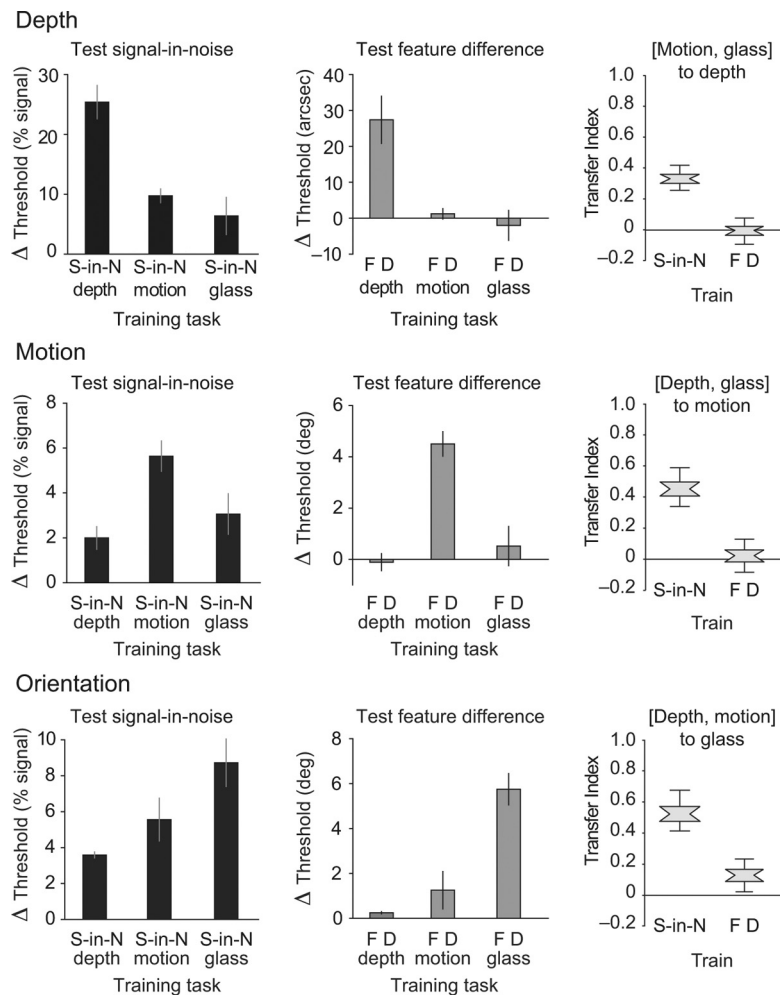 Depth
Test signal-in-noise
Δ Threshold (% signal)
30
20
10
0
S-in-N S-in-N S-in-N
depth motion glass
Training task
Test feature difference
Δ Threshold (arcsec)
40
30
20
10
0
–10
F D F D F D
depth motion glass
Training task
[Motion, glass]
to depth
Transfer Index
1.0
0.8
0.6
0.4
0.2
0
–0.2
S-in-N F D
Train
Motion
Test signal-in-noise
Δ Threshold (% signal)
8
6
4
2
0
S-in-N S-in-N S-in-N
depth motion glass
Training task
Test feature difference
Δ Threshold (deg)
6
4
2
0
F D F D F D
depth motion glass
Training task
[Depth, glass]
to motion
Transfer Index
1.0
0.8
0.6
0.4
0.2
0
–0.2
S-in-N F D
Train
Orientation
Test signal-in-noise
Δ Threshold (% signal)
10
8
6
4
2
0
S-in-N S-in-N S-in-N
depth motion glass
Training task
Test feature difference
Δ Threshold (deg)
8
6
4
2
0
F D F D F D
depth motion glass
Training task
[Depth, motion]
to glass
Transfer Index
1.0
0.8
0.6
0.4
0.2
0
–0.2
S-in-N F D
Train